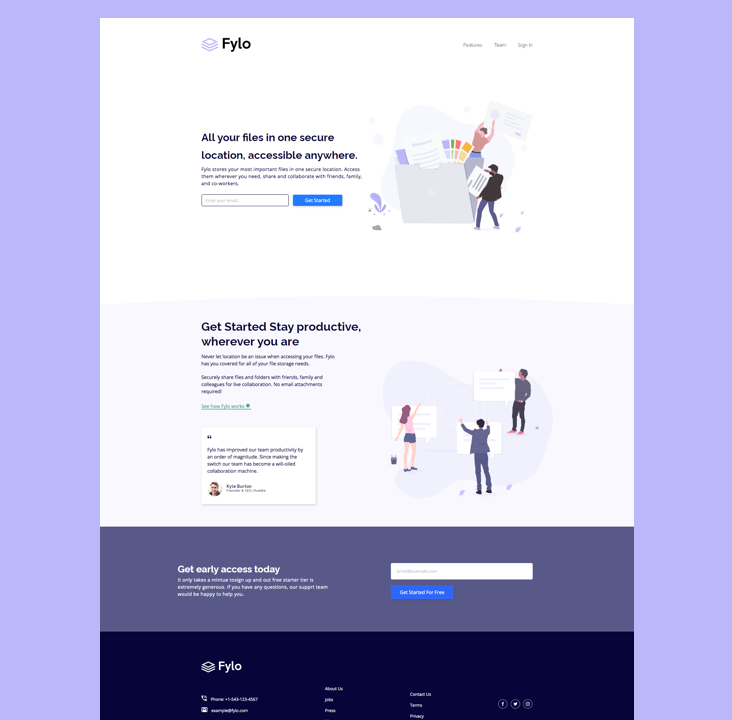 Fylo
Features Team Sign in
All your files in one secure
location, accessible anywhere.
Fylo stores your most important files in one secure location. Access
them wherever you need, share and collaborate with friends, family,
and co-workers.
Enter your email... Get Started
Get Started Stay productive,
wherever you are
Never let location be an issue when accessing your files. Fylo
has you covered for all of your file storage needs.
Securely share files and folders with friends, family and
colleagues for live collaboration. No email attachments
required!
See how Fylo works
“
Fylo has improved our team productivity by
an order of magnitude. Since making the
switch our team has become a well-oiled
collaboration machine.
Kyle Burton
Founder & CEO, Huddle
Get early access today
It only takes a mintue tosign up and out free starter tier is
extremely generous. If you have any questions, our supprt team
would be happy to help you.
email@example.com
Get Started For Free
Fylo
Phone: +1-543-123-4567
example@fylo.com
About Us
Jobs
Press
Contact Us
Terms
Privacy